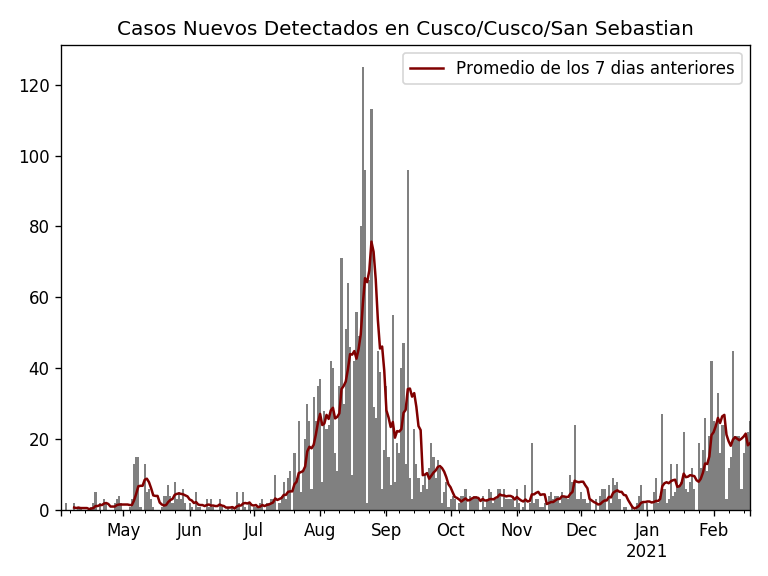 Casos Nuevos Detectados en Cusco/Cusco/San Sebastian
Promedio de los 7 dias anteriores
120
100
80
60
40
20
0
May Jun Jul Aug Sep Oct Nov Dec Jan Feb
2021